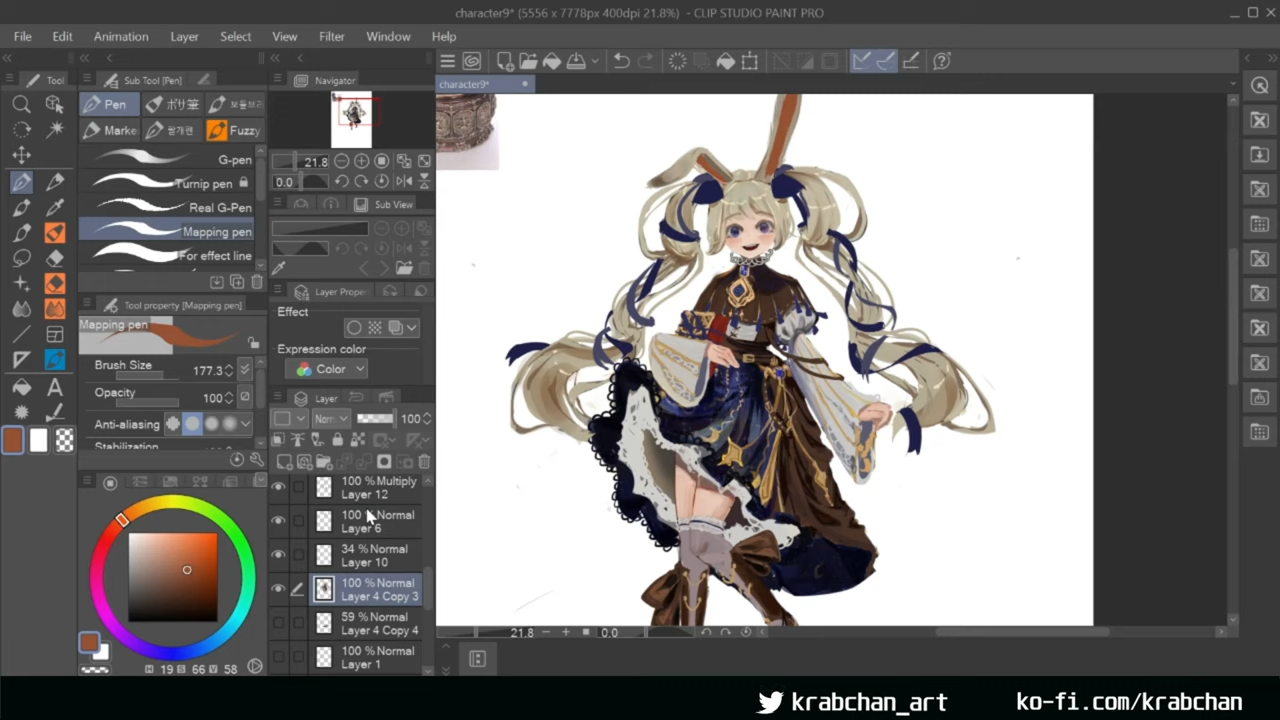 character9* (5556 x 7778px 400dpi 21.8%) - CLIP STUDIO PAINT PRO
File Edit Animation Layer Select View Filter Window Help
Tool
Sub Tool [Pen]
Navigator
character9*
Pen
Marke
Fuzzy
G-pen
Turnip pen
Real G-Pen
Mapping pen
For effect line
21.8
0.0
Sub View
Tool property [Mapping pen]
Mapping pen
Brush Size 177.3
Opacity 100
Anti-aliasing
Stabilization
Layer Prope
Effect
Expression color
Color
Layer
Norm 100
100 % Multiply
Layer 12
100 % Normal
Layer 6
34 % Normal
Layer 10
100 % Normal
Layer 4 Copy 3
59 % Normal
Layer 4 Copy 4
100 % Normal
Layer 1
H 19 S 66 V 58
21.8 0.0
krabchan_art ko-fi.com/krabchan